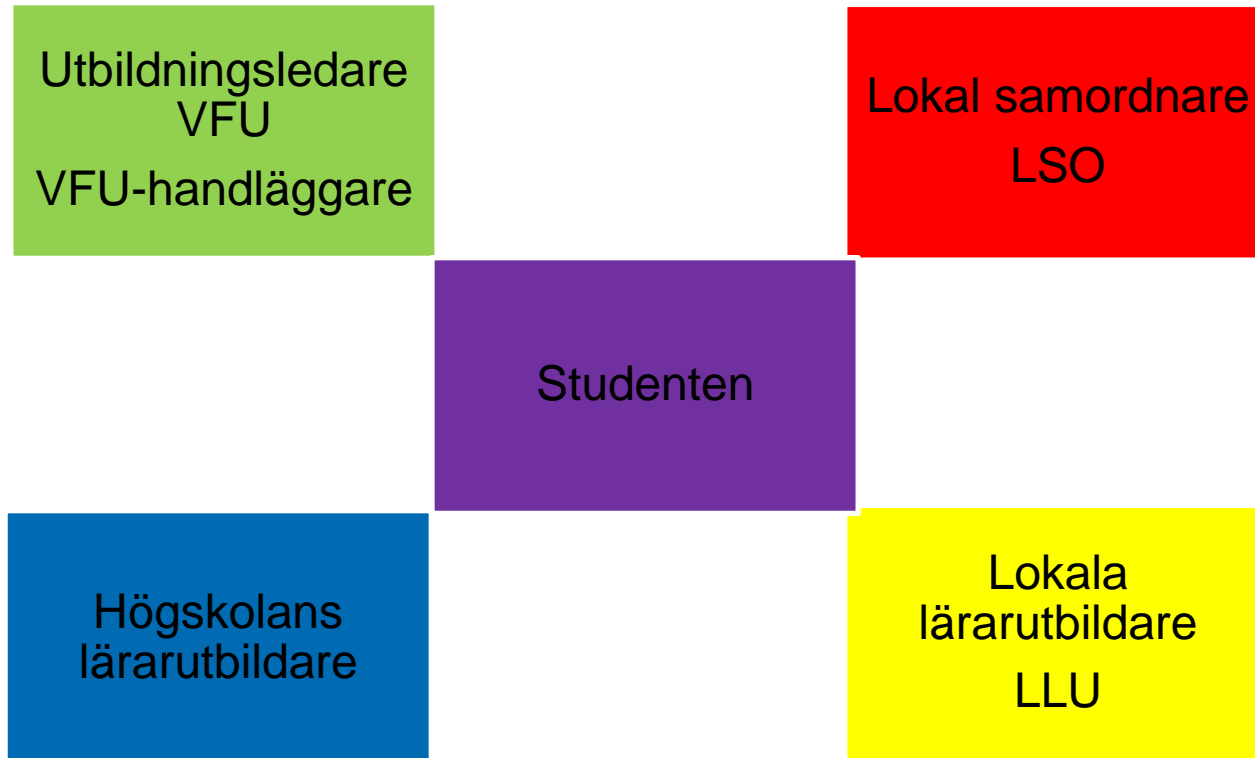 Utbildningsledare
VFU
VFU-handläggare
Lokal samordnare
LSO
Studenten
Högskolans
lärarutbildare
Lokala
lärarutbildare
LLU